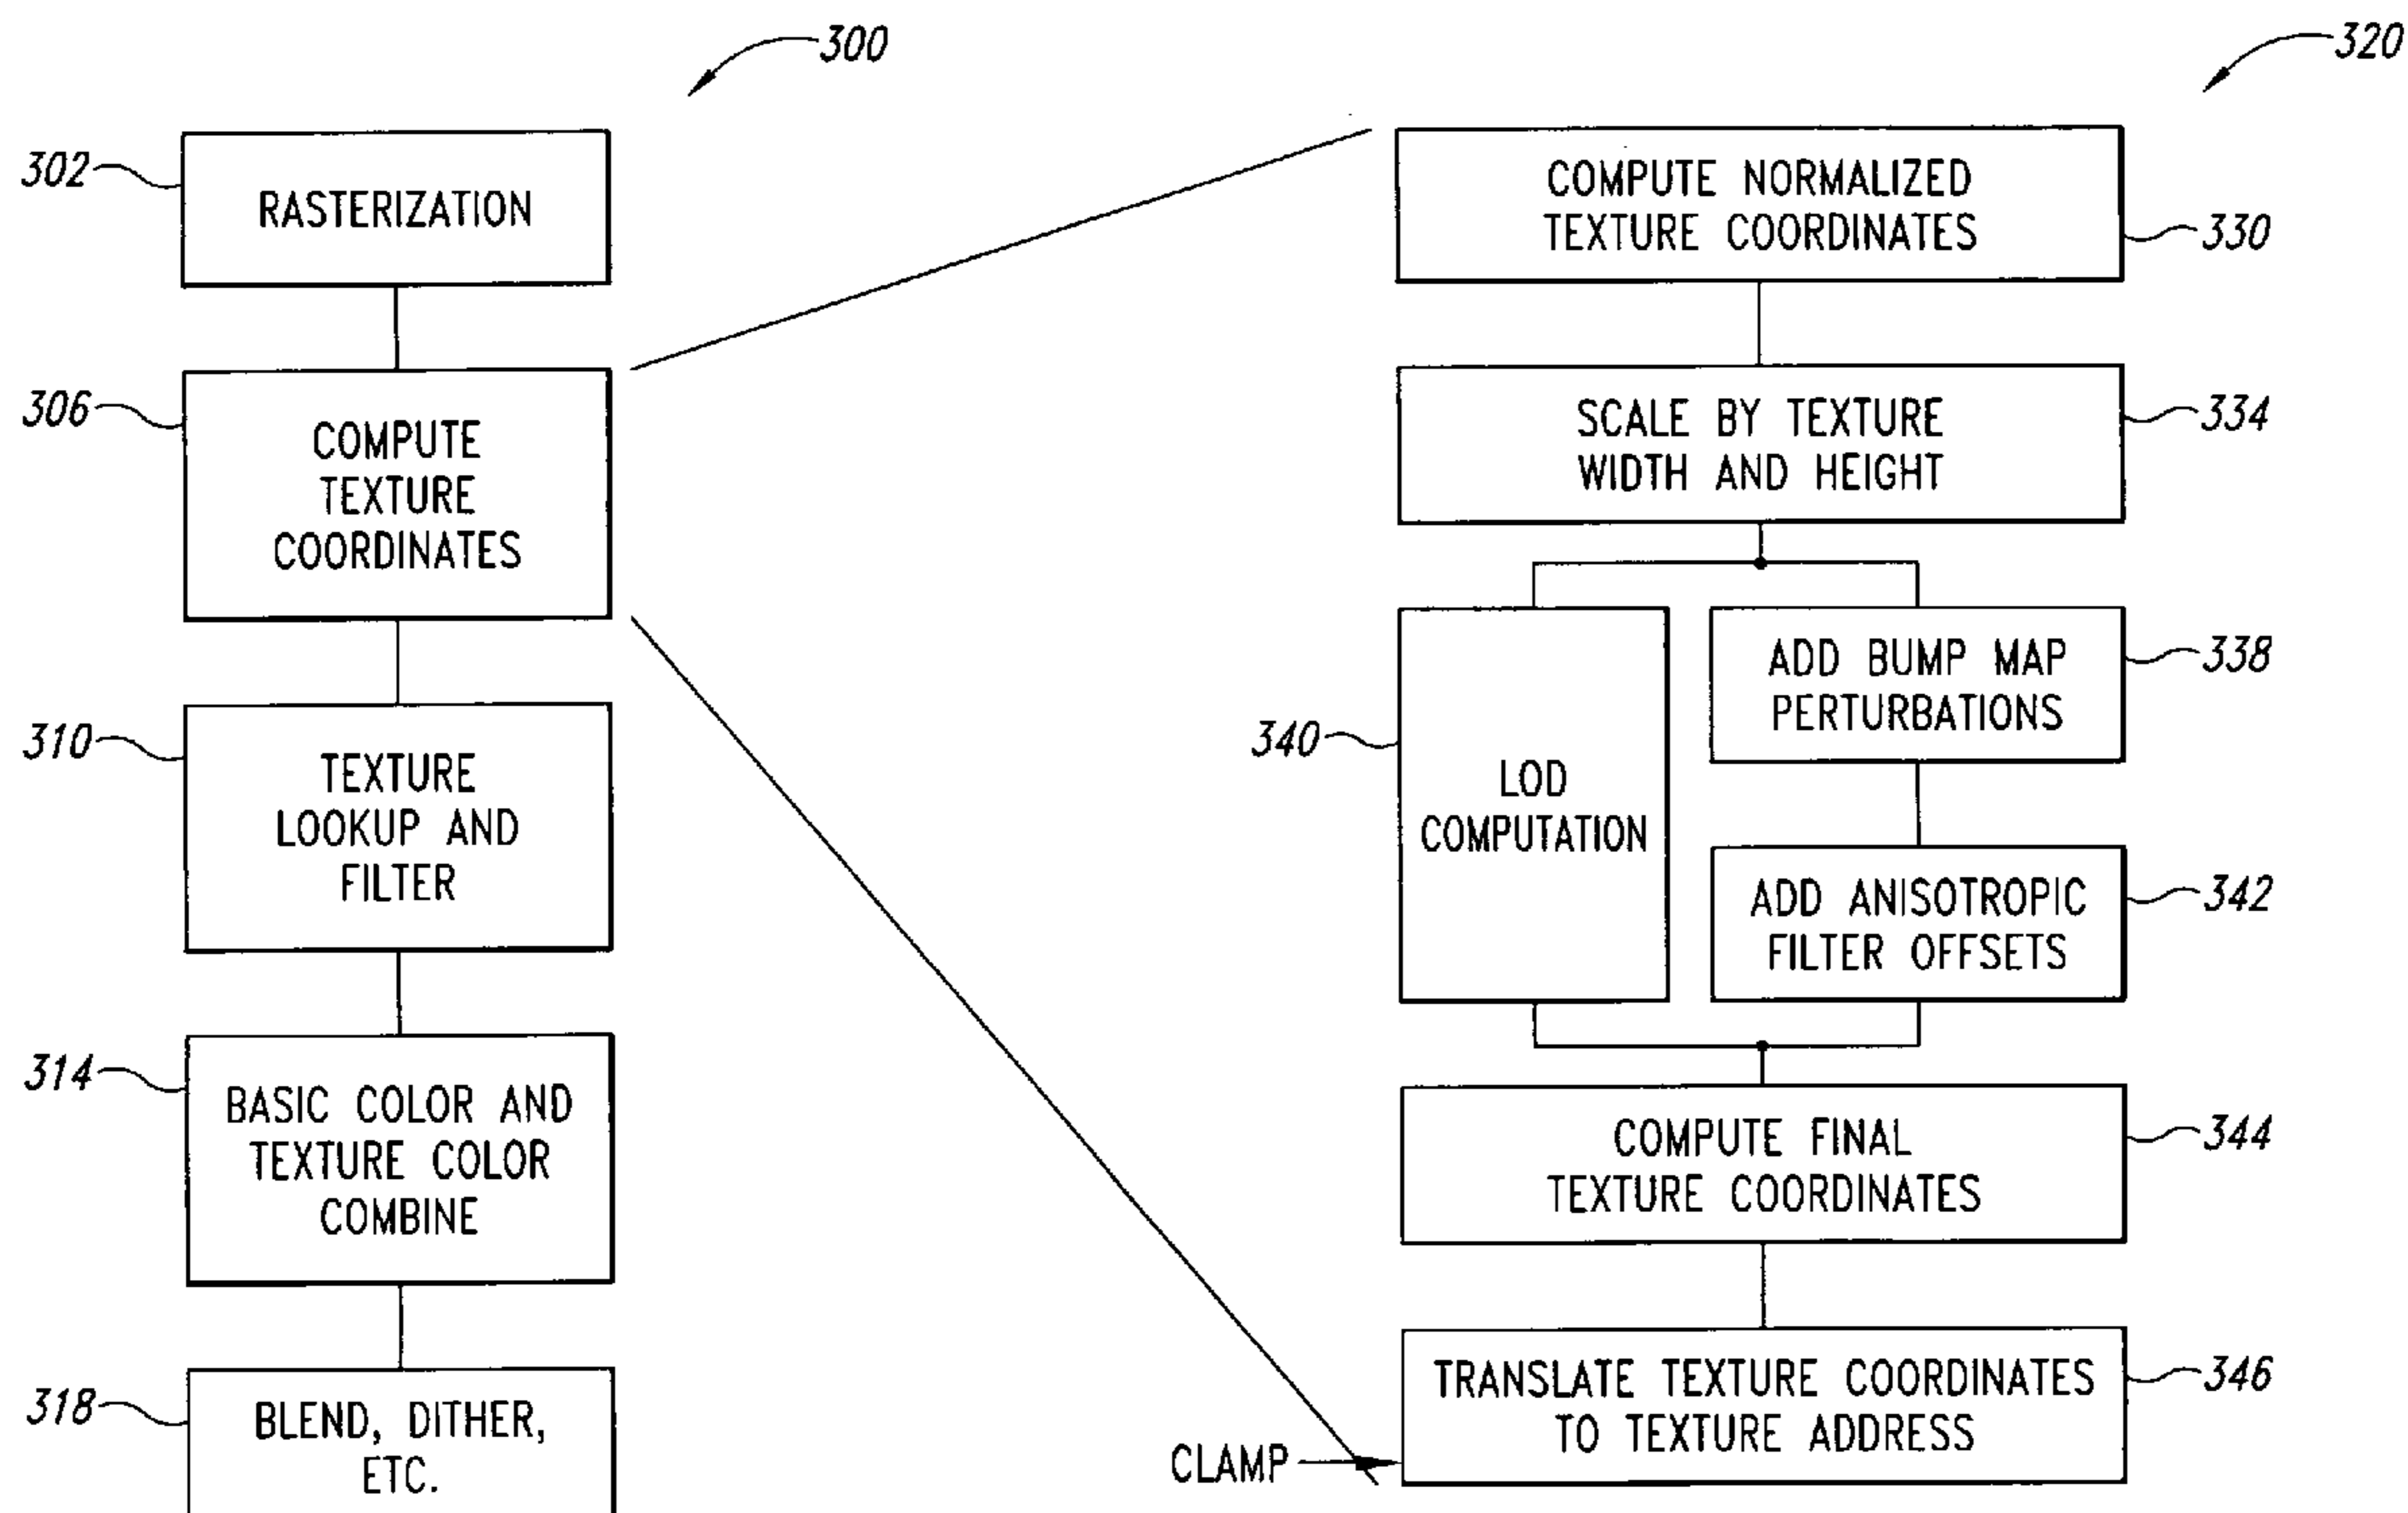 300
302
RASTERIZATION
306
COMPUTE
TEXTURE
COORDINATES
310
TEXTURE
LOOKUP AND
FILTER
314
BASIC COLOR AND
TEXTURE COLOR
COMBINE
318
BLEND, DITHER,
ETC.
320
COMPUTE NORMALIZED
TEXTURE COORDINATES
330
SCALE BY TEXTURE
WIDTH AND HEIGHT
334
340
LOD
COMPUTATION
ADD BUMP MAP
PERTURBATIONS
338
ADD ANISOTROPIC
FILTER OFFSETS
342
COMPUTE FINAL
TEXTURE COORDINATES
344
TRANSLATE TEXTURE COORDINATES
TO TEXTURE ADDRESS
346
CLAMP